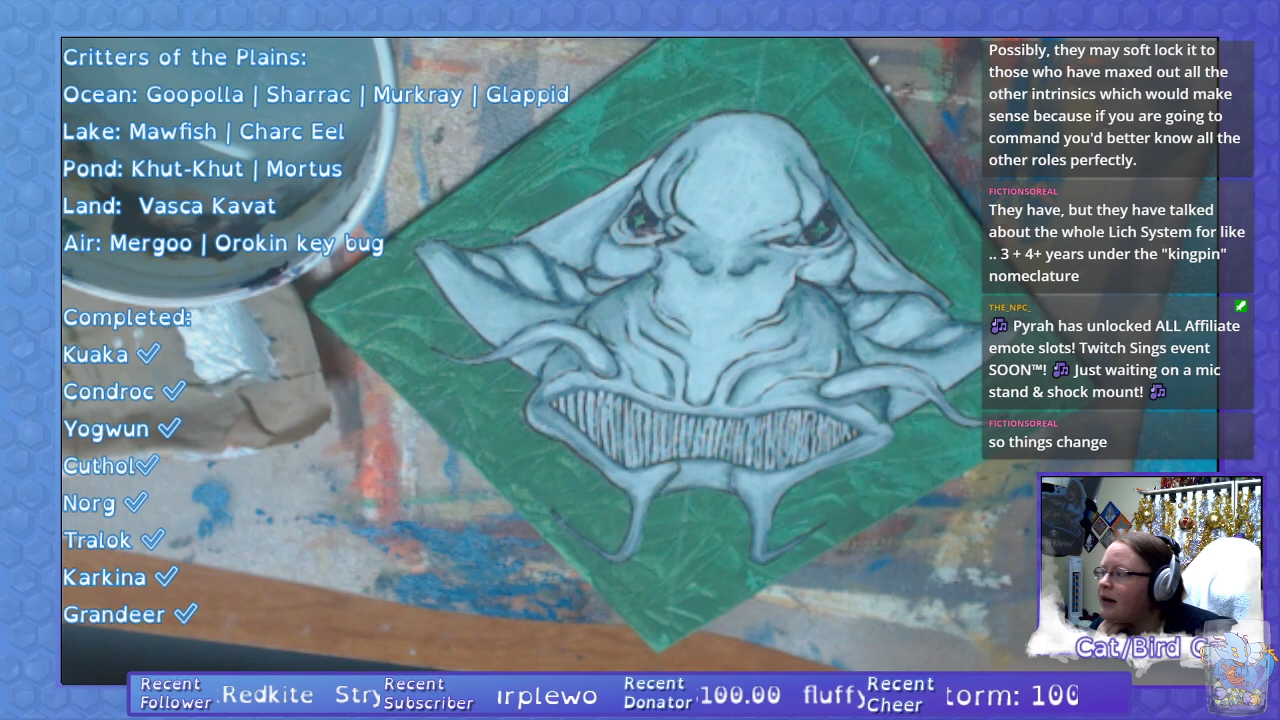 Critters of the Plains:
Ocean: Goopolla | Sharrac | Murkray | Glappid
Lake: Mawfish | Charc Eel
Pond: Khut-Khut | Mortus
Land: Vasca Kavat
Air: Mergoo | Orokin key bug
Completed:
Kuaka ✓
Condroc ✓
Yogwun ✓
Cuthol✓
Norg ✓
Tralok ✓
Karkina ✓
Grandeer ✓
Possibly, they may soft lock it to
those who have maxed out all the
other intrinsics which would make
sense because if you are going to
command you'd better know all the
other roles perfectly.
FICTIONSOREAL
They have, but they have talked
about the whole Lich System for like
.. 3 + 4+ years under the "kingpin"
nomeclature
THE_NPC_
🎶 Pyrah has unlocked ALL Affiliate
emote slots! Twitch Sings event
SOON™! 🎶 Just waiting on a mic
stand & shock mount! 🎶
FICTIONSOREAL
so things change
Cat/Bird
Recent
Follower
Redkite Stry
Recent
Subscriber
irplewo
Recent
Donator
100.00 fluffy
Recent
Cheer
torm: 100